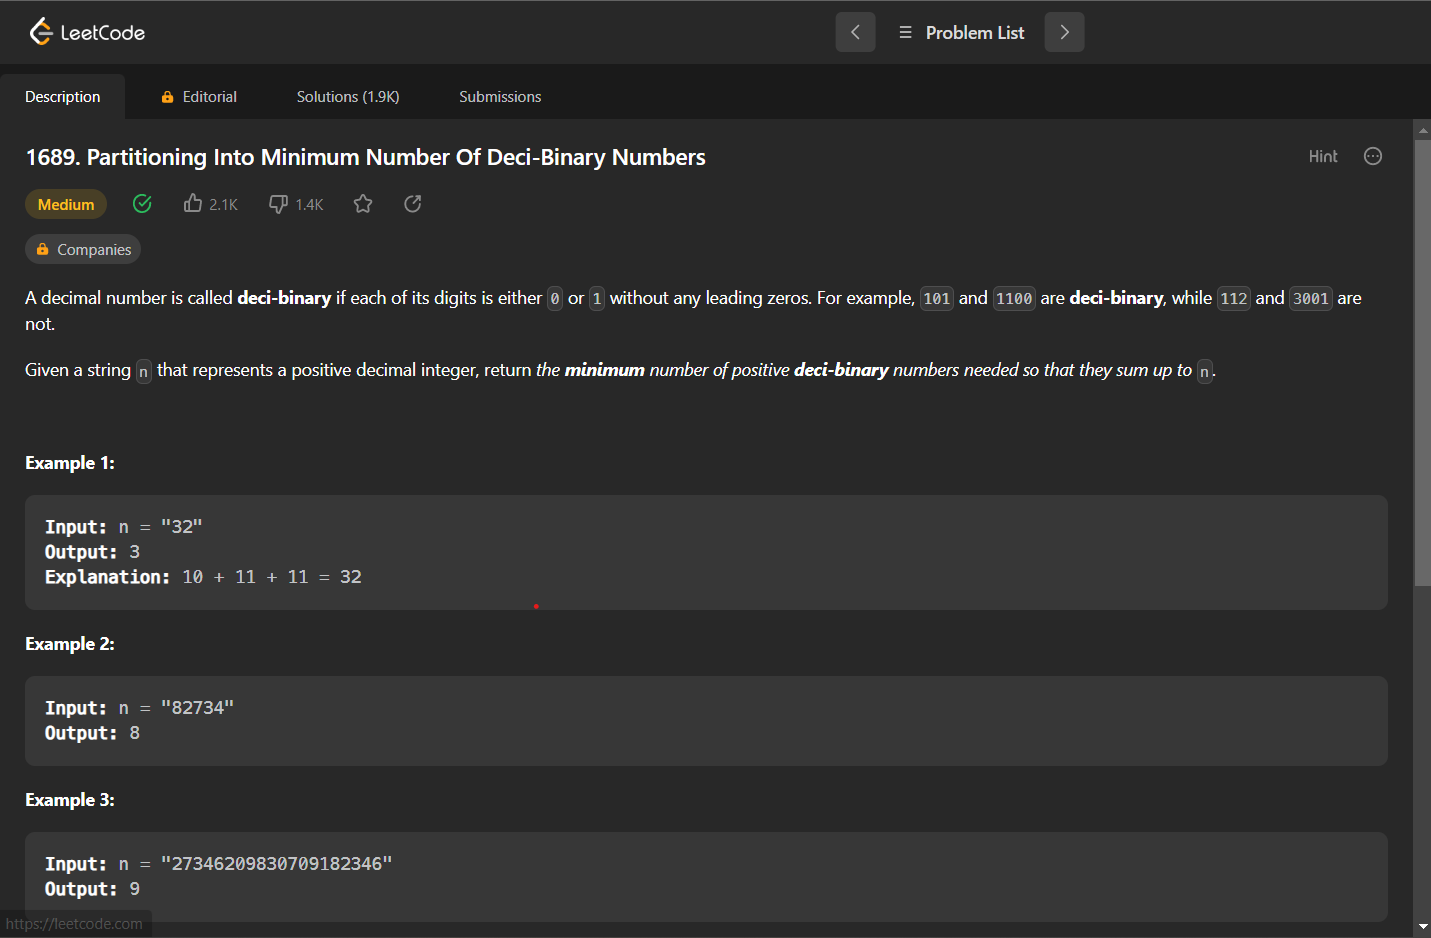 LeetCode
Problem List
Description
Editorial
Solutions (1.9K)
Submissions
1689. Partitioning Into Minimum Number Of Deci-Binary Numbers
Hint
Medium
2.1K
1.4K
Companies
A decimal number is called deci-binary if each of its digits is either 0 or 1 without any leading zeros. For example, 101 and 1100 are deci-binary, while 112 and 3001 are
not.
Given a string n that represents a positive decimal integer, return the minimum number of positive deci-binary numbers needed so that they sum up to n.
Example 1:
Input: n = "32"
Output: 3
Explanation: 10 + 11 + 11 = 32
Example 2:
Input: n = "82734"
Output: 8
Example 3:
Input: n = "27346209830709182346"
Output: 9
https://leetcode.com